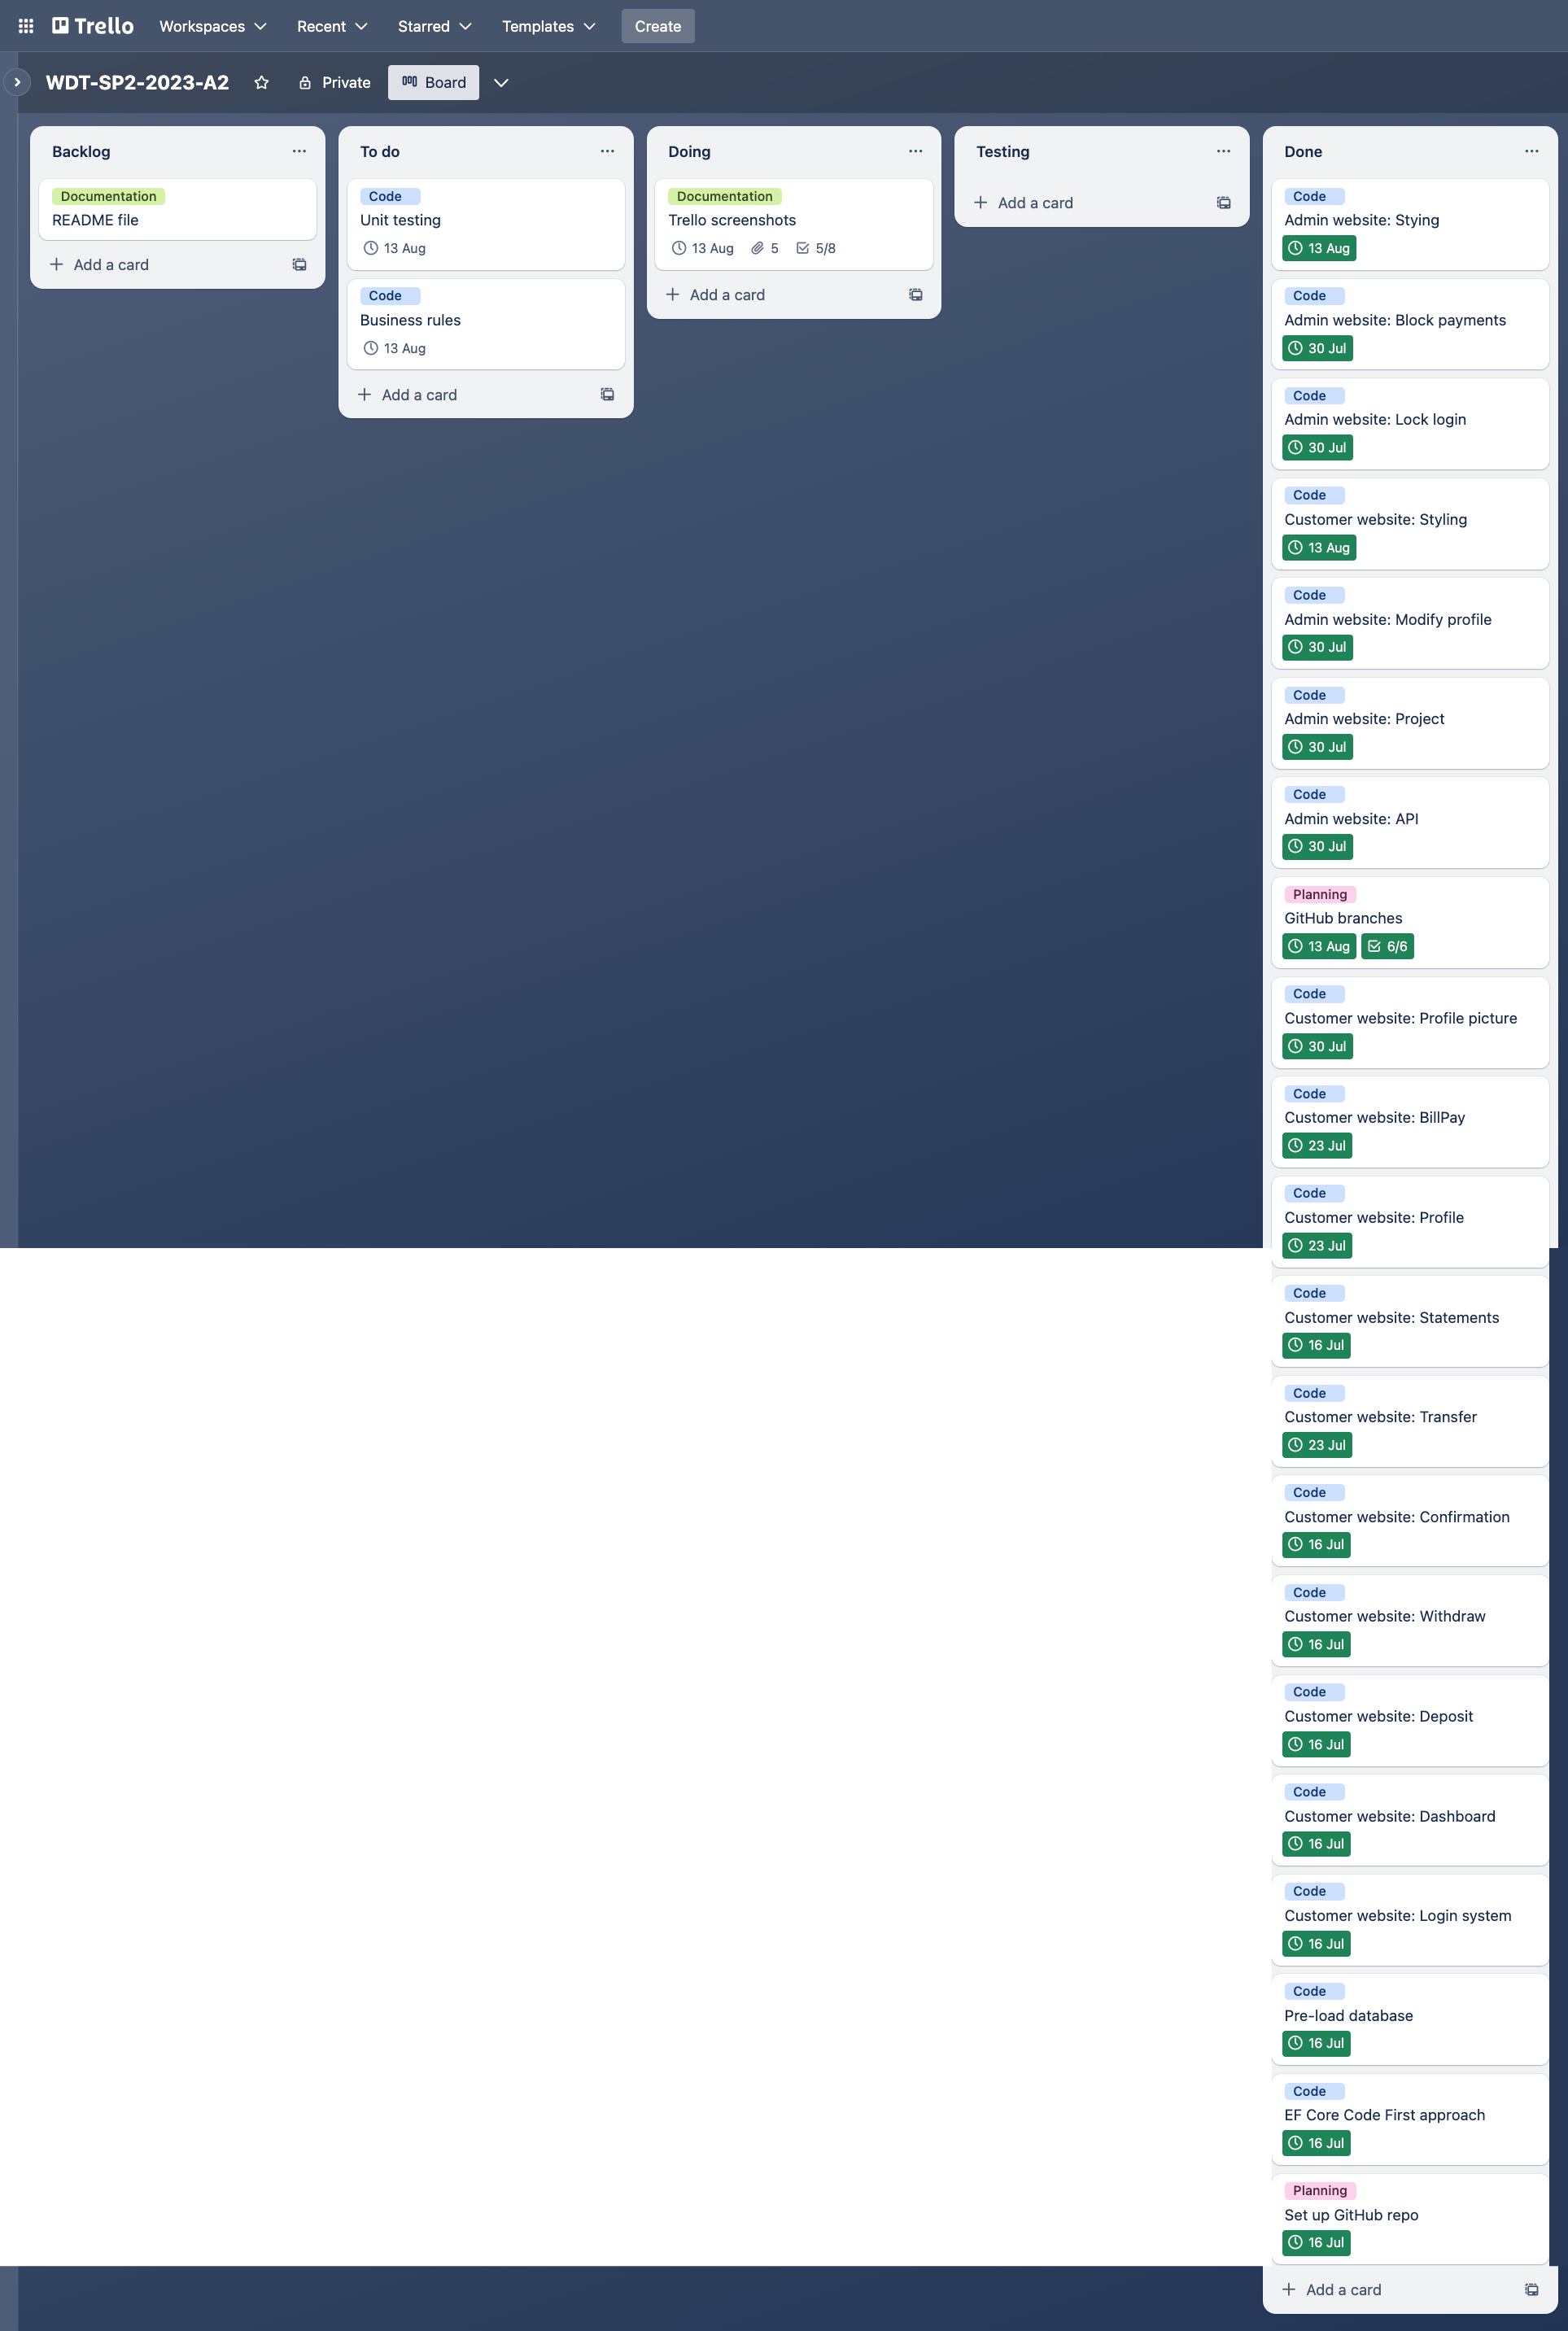 Trello Workspaces Recent Starred Templates Create
WDT-SP2-2023-A2 Private Board
Backlog
Documentation
README file
Add a card
To do
Code
Unit testing
13 Aug
Code
Business rules
13 Aug
Add a card
Doing
Documentation
Trello screenshots
13 Aug 5 5/8
Add a card
Testing
Add a card
Done
Code
Admin website: Stying
13 Aug
Code
Admin website: Block payments
30 Jul
Code
Admin website: Lock login
30 Jul
Code
Customer website: Styling
13 Aug
Code
Admin website: Modify profile
30 Jul
Code
Admin website: Project
30 Jul
Code
Admin website: API
30 Jul
Planning
GitHub branches
13 Aug 6/6
Code
Customer website: Profile picture
30 Jul
Code
Customer website: BillPay
23 Jul
Code
Customer website: Profile
23 Jul
Code
Customer website: Statements
16 Jul
Code
Customer website: Transfer
23 Jul
Code
Customer website: Confirmation
16 Jul
Code
Customer website: Withdraw
16 Jul
Code
Customer website: Deposit
16 Jul
Code
Customer website: Dashboard
16 Jul
Code
Customer website: Login system
16 Jul
Code
Pre-load database
16 Jul
Code
EF Core Code First approach
16 Jul
Planning
Set up GitHub repo
16 Jul
Add a card